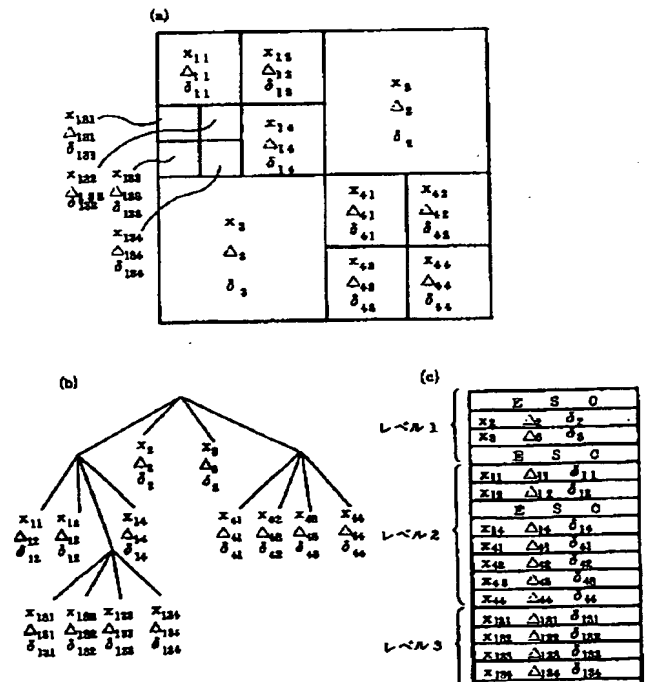 (a)
x₁₁ x₁₂
Δ₁₁ Δ₁₂
δ₁₁ δ₁₂
x₂
Δ₂
δ₂
x₁₃₁
Δ₁₃₁
δ₁₃₁
x₁₄
Δ₁₄
δ₁₄
x₁₃₂ x₁₃₃
Δ₁₃₂ Δ₁₃₃
δ₁₃₂ δ₁₃₃
x₁₃₄
Δ₁₃₄
δ₁₃₄
x₃
Δ₃
δ₃
x₄₁ x₄₂
Δ₄₁ Δ₄₂
δ₄₁ δ₄₂
x₄₃ x₄₄
Δ₄₃ Δ₄₄
δ₄₃ δ₄₄
(b)
x₂ x₃
Δ₂ Δ₃
δ₂ δ₂
x₁₁ x₁₂ x₁₄ x₄₁ x₄₂ x₄₃ x₄₄
Δ₁₂ Δ₁₂ Δ₁₄ Δ₄₁ Δ₄₂ Δ₄₃ Δ₄₄
δ₁₂ δ₁₂ δ₁₄ δ₄₁ δ₄₂ δ₄₃ δ₄₄
x₁₃₁ x₁₃₂ x₁₃₃ x₁₃₄
Δ₁₃₁ Δ₁₃₂ Δ₁₃₃ Δ₁₃₄
δ₁₃₁ δ₁₃₂ δ₁₃₃ δ₁₃₄
(c)
レベル1
E S C
x₂ Δ₂ δ₂
x₃ Δ₃ δ₃
E S C
レベル2
x₁₁ Δ₁₁ δ₁₁
x₁₂ Δ₁₂ δ₁₂
E S C
x₁₄ Δ₁₄ δ₁₄
x₄₁ Δ₄₁ δ₄₁
x₄₂ Δ₄₂ δ₄₂
x₄₃ Δ₄₃ δ₄₃
x₄₄ Δ₄₄ δ₄₄
レベル3
x₁₃₁ Δ₁₃₁ δ₁₃₁
x₁₃₂ Δ₁₃₂ δ₁₃₂
x₁₃₃ Δ₁₃₃ δ₁₃₃
x₁₃₄ Δ₁₃₄ δ₁₃₄